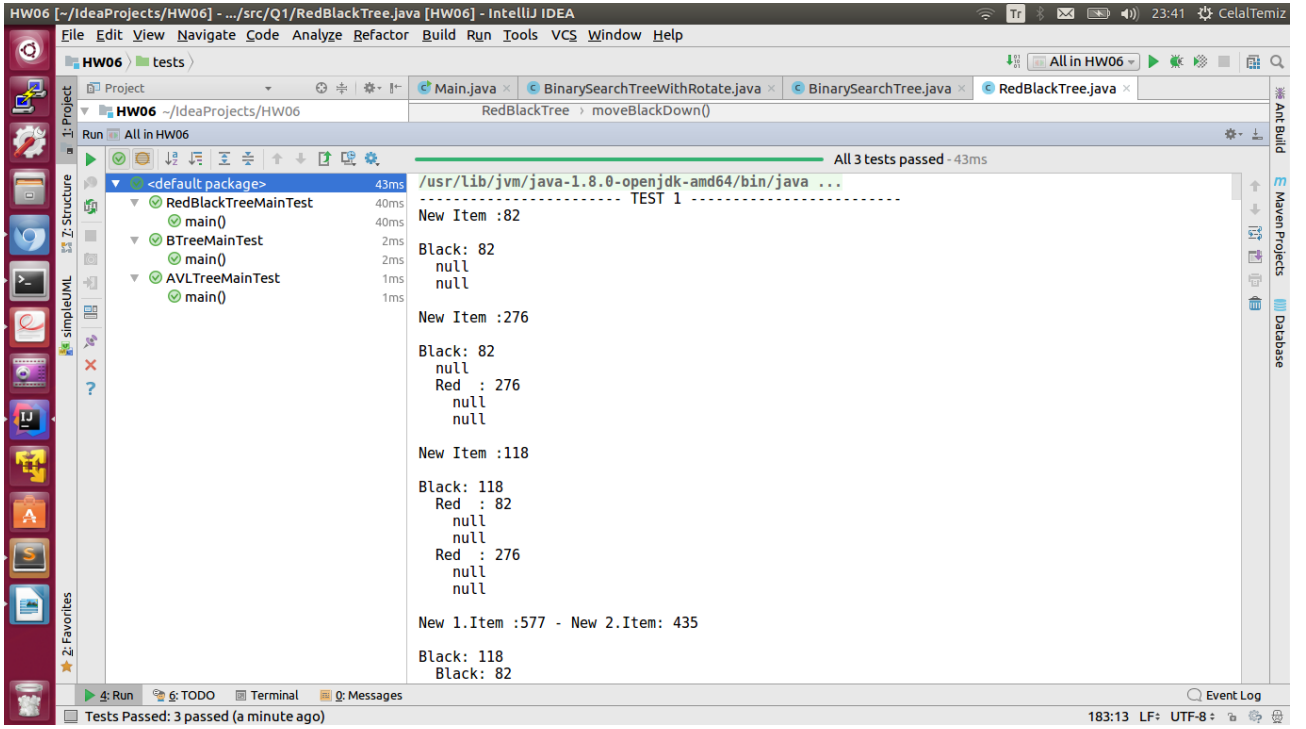 HW06 [~/IdeaProjects/HW06] - .../src/Q1/RedBlackTree.java [HW06] - IntelliJ IDEA Tr 23:41 CelalTemiz
File Edit View Navigate Code Analyze Refactor Build Run Tools VCS Window Help
HW06 tests All in HW06
Project Main.java BinarySearchTreeWithRotate.java BinarySearchTree.java RedBlackTree.java
HW06 ~/IdeaProjects/HW06 RedBlackTree moveBlackDown()
Run All in HW06
All 3 tests passed - 43ms
<default package> 43ms
RedBlackTreeMainTest 40ms
main() 40ms
BTreeMainTest 2ms
main() 2ms
AVLTreeMainTest 1ms
main() 1ms
/usr/lib/jvm/java-1.8.0-openjdk-amd64/bin/java ...
------------------------ TEST 1 -------------------------
New Item :82
Black: 82
null
null
New Item :276
Black: 82
null
Red : 276
null
null
New Item :118
Black: 118
Red : 82
null
null
Red : 276
null
null
New 1.Item :577 - New 2.Item: 435
Black: 118
Black: 82
1: Project
Z: Structure
simpleUML
2: Favorites
Ant Build
Maven Projects
Database
4: Run 6: TODO Terminal 0: Messages Event Log
Tests Passed: 3 passed (a minute ago) 183:13 LF UTF-8